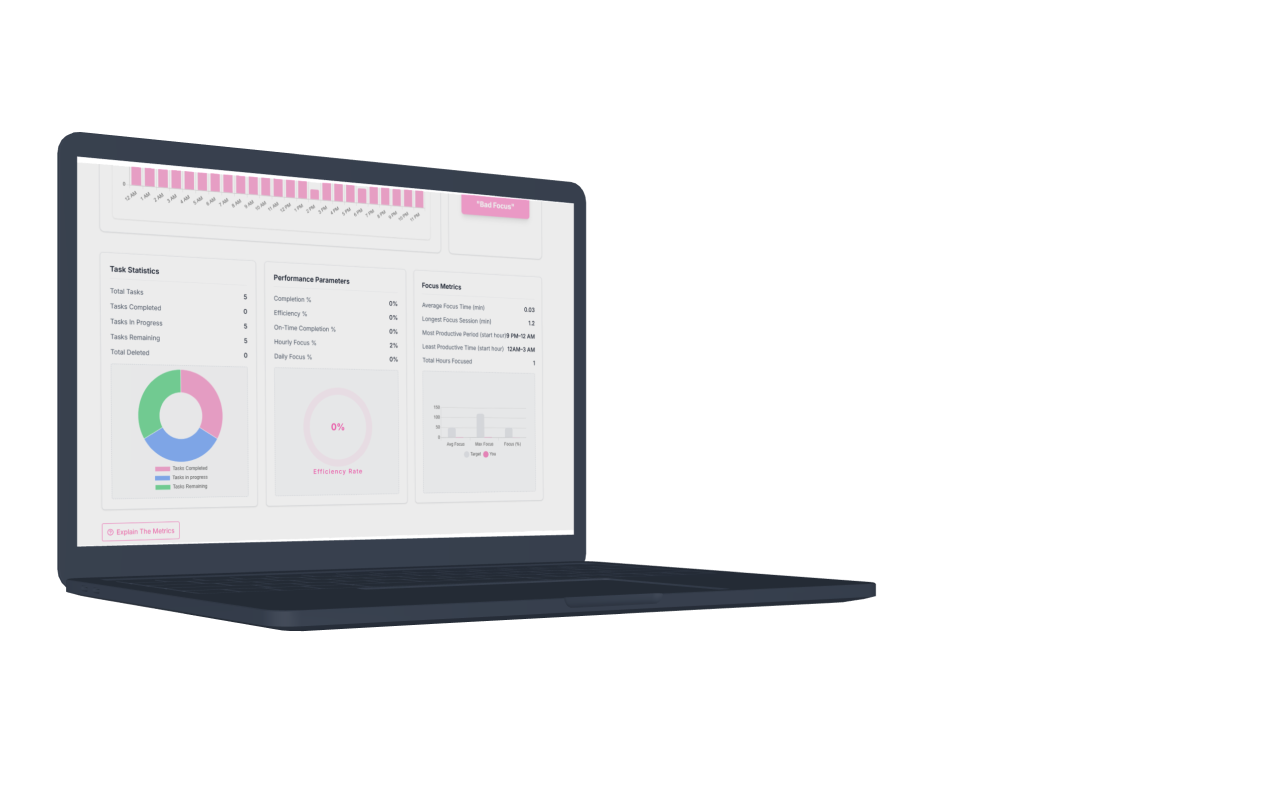 0
12 AM 1 AM 2 AM 3 AM 4 AM 5 AM 6 AM 7 AM 8 AM 9 AM 10 AM 11 AM 12 PM 1 PM 2 PM 3 PM 4 PM 5 PM 6 PM 7 PM 8 PM 9 PM 10 PM 11 PM
"Bad Focus"
Task Statistics
Total Tasks 5
Tasks Completed 0
Tasks In Progress 5
Tasks Remaining 5
Total Deleted 0
Tasks Completed
Tasks in progress
Tasks Remaining
Performance Parameters
Completion % 0%
Efficiency % 0%
On-Time Completion % 0%
Hourly Focus % 2%
Daily Focus % 0%
0%
Efficiency Rate
Focus Metrics
Average Focus Time (min) 0.03
Longest Focus Session (min) 1.2
Most Productive Period (start hour) 9 PM-12 AM
Least Productive Time (start hour) 12AM-3 AM
Total Hours Focused 1
150
100
50
0
Avg Focus Max Focus Focus (%)
Target You
Explain The Metrics